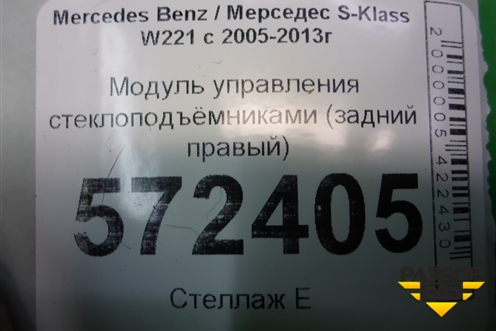 Mercedes Benz / Мерседес S-Klass
W221 с 2005-2013г
Модуль управления
стеклоподъёмниками (задний
правый)
572405
Стеллаж Е
2000005422430